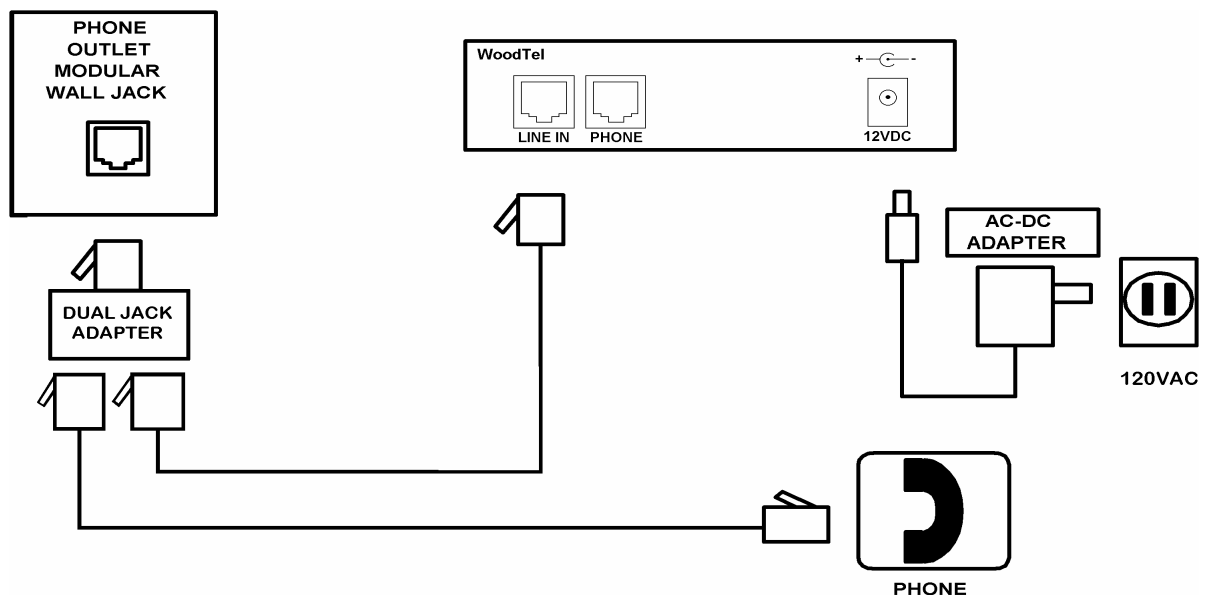 PHONE
OUTLET
MODULAR
WALL JACK
WoodTel
+ -
LINE IN
PHONE
12VDC
DUAL JACK
ADAPTER
AC-DC
ADAPTER
120VAC
PHONE